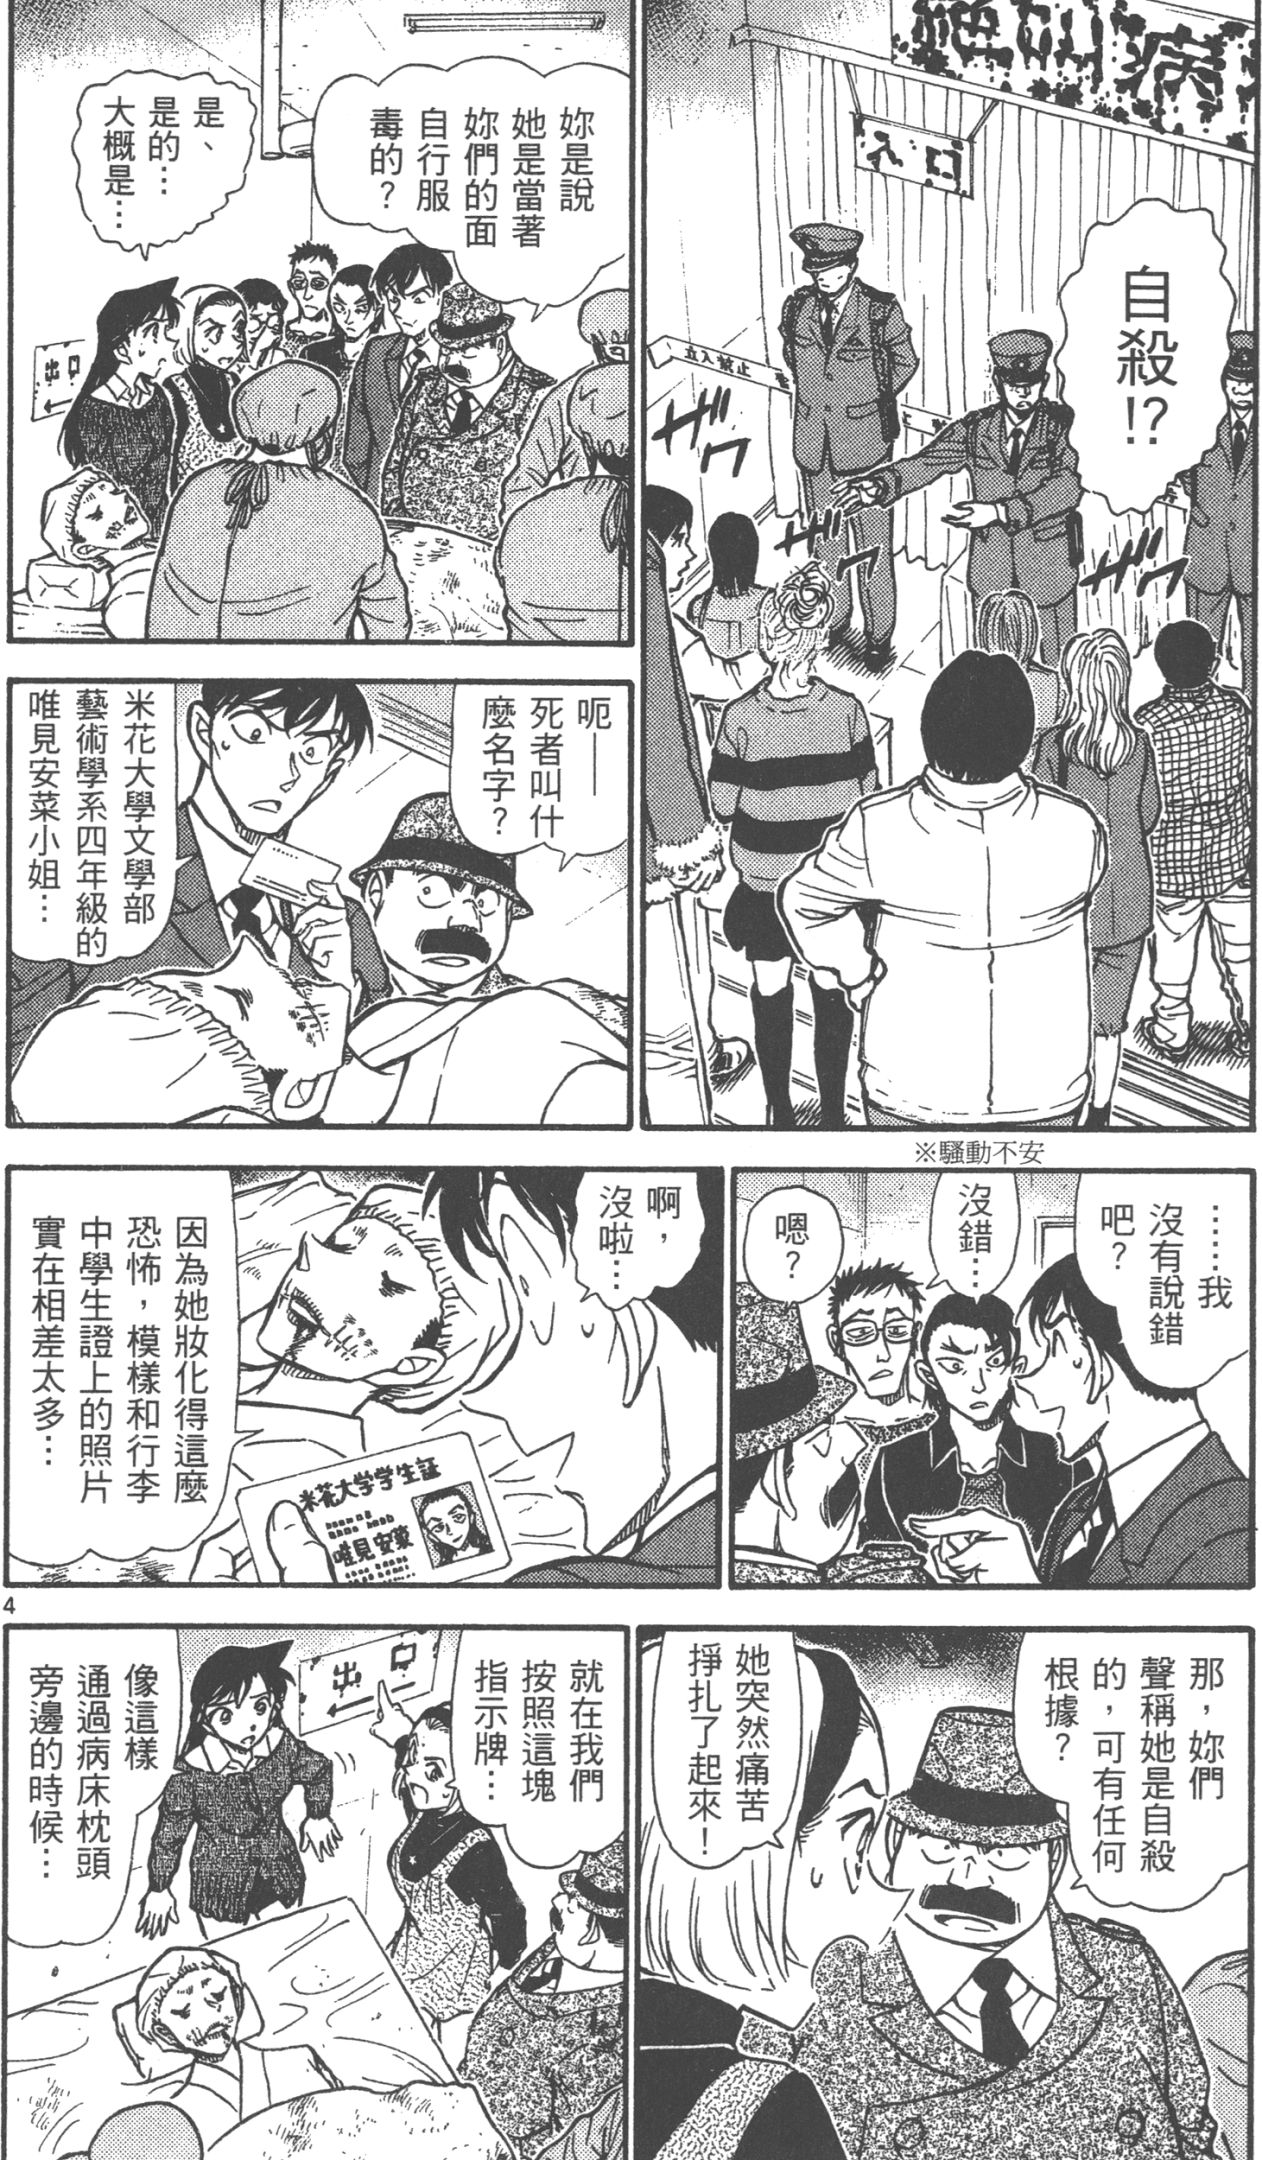 絶叫病
入口
自殺!?
立入禁止
ザワ
ザワ
ザワ
※騷動不安
妳是說
她是當著
妳們的面
自行服
毒的？
是、
是的…
大概是…
出口
呃——
死者叫什
麼名字？
米花大學文學部
藝術學系四年級的
唯見安菜小姐…
……我
沒有說錯
吧？
沒錯…
嗯？
啊，
沒啦…
因為她妝化得這麼
恐怖，模樣和行李
中學生證上的照片
實在相差太多…
米花大学学生証
唯見安菜
4
那，妳們
聲稱她是自殺
的，可有任何
根據？
她突然痛苦
掙扎了起來！
就在我們
按照這塊
指示牌…
出口
像這樣
通過病床枕頭
旁邊的時候…